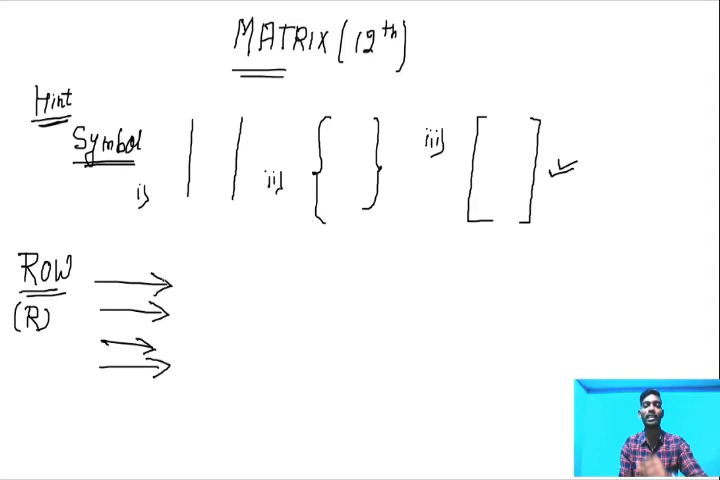 MATRIX (12th)
Hint
Symbol
i) | | ii) { } iii) [ ] ✓
ROW
(R)